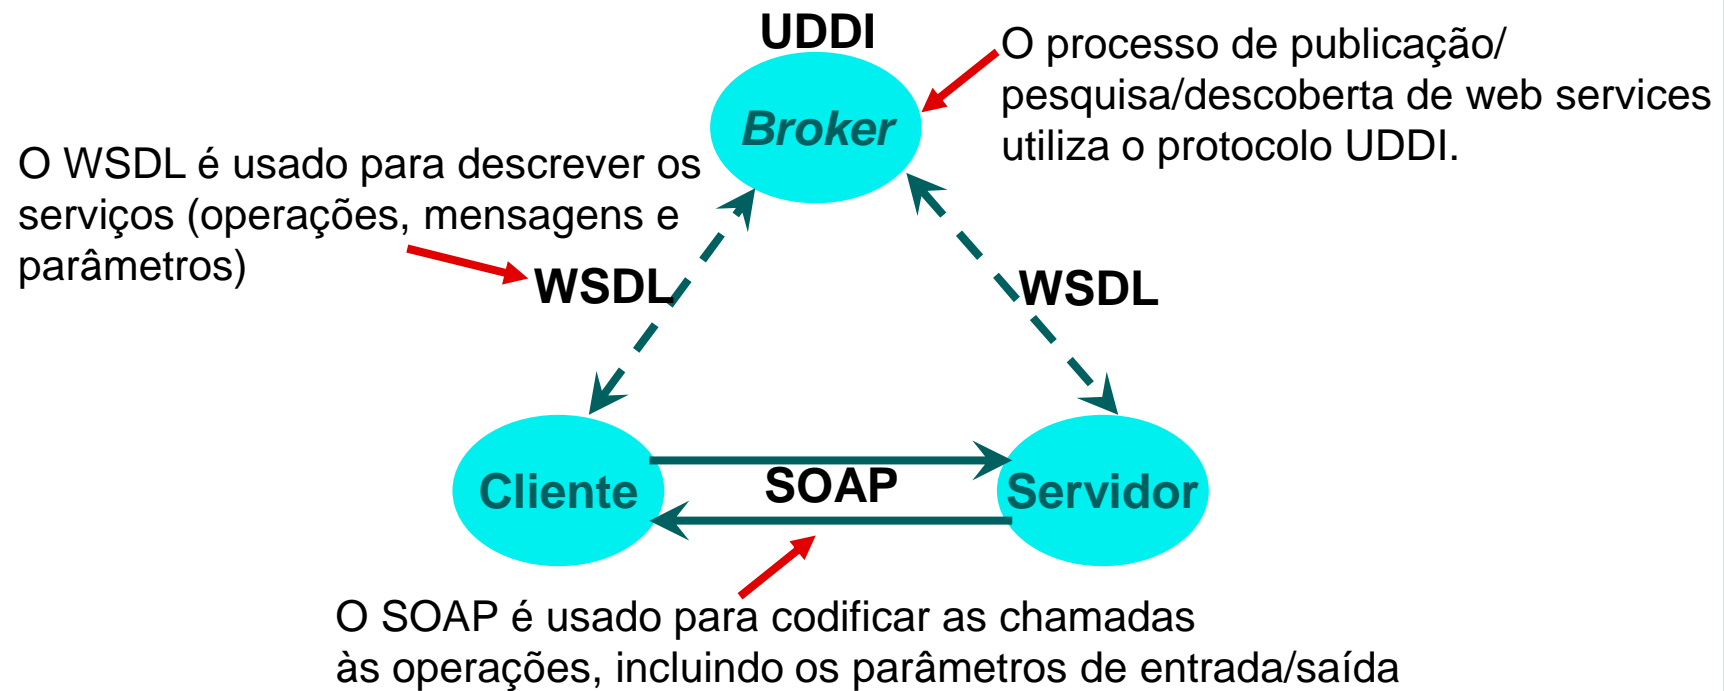 UDDI
O processo de publicação/
pesquisa/descoberta de web services
utiliza o protocolo UDDI.
Broker
O WSDL é usado para descrever os
serviços (operações, mensagens e
parâmetros)
WSDL
WSDL
Cliente
SOAP
Servidor
O SOAP é usado para codificar as chamadas
às operações, incluindo os parâmetros de entrada/saída